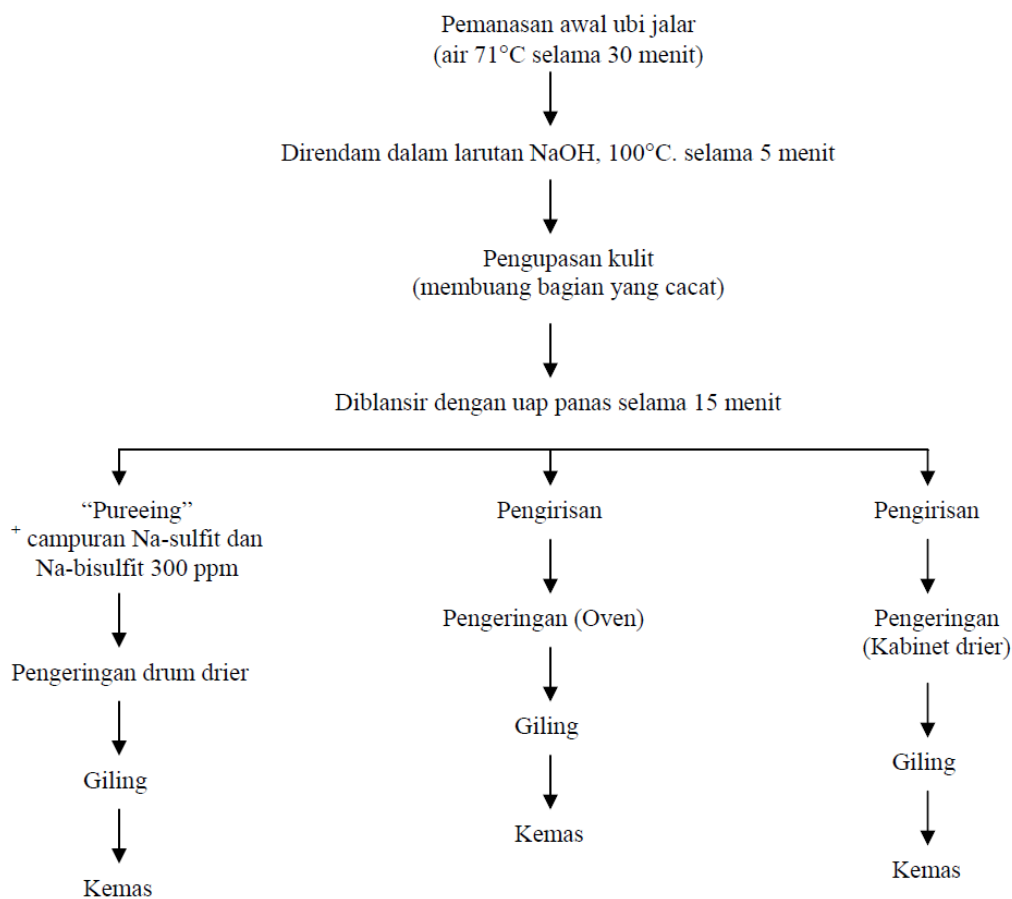 Pemanasan awal ubi jalar
(air 71°C selama 30 menit)
Direndam dalam larutan NaOH, 100°C. selama 5 menit
Pengupasan kulit
(membuang bagian yang cacat)
Diblansir dengan uap panas selama 15 menit
“Pureeing”
+ campuran Na-sulfit dan
Na-bisulfit 300 ppm
Pengeringan drum drier
Giling
Kemas
Pengirisan
Pengeringan (Oven)
Giling
Kemas
Pengirisan
Pengeringan
(Kabinet drier)
Giling
Kemas